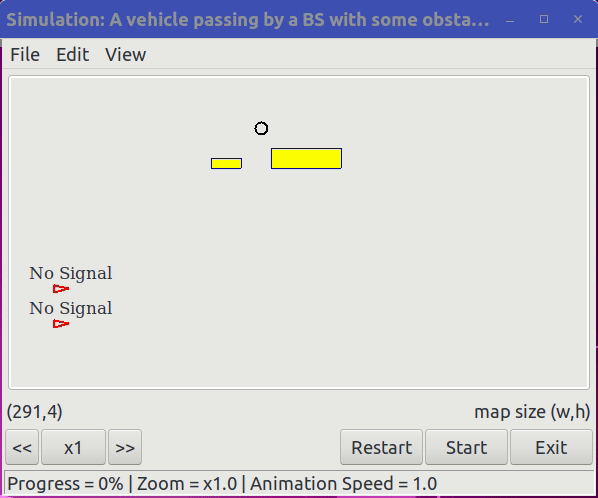 Simulation: A vehicle passing by a BS with some obsta...
File Edit View
No Signal
No Signal
(291,4) map size (w,h)
<< x1 >> Restart Start Exit
Progress = 0% | Zoom = x1.0 | Animation Speed = 1.0